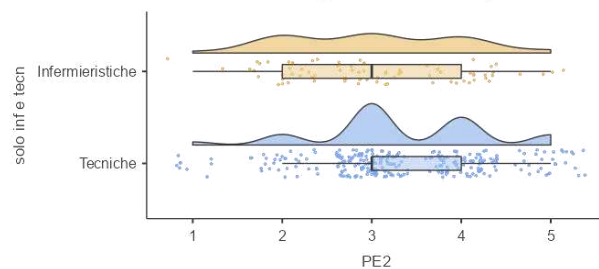 solo inf e tecn
Infermieristiche
Tecniche
1 2 3 4 5
PE2